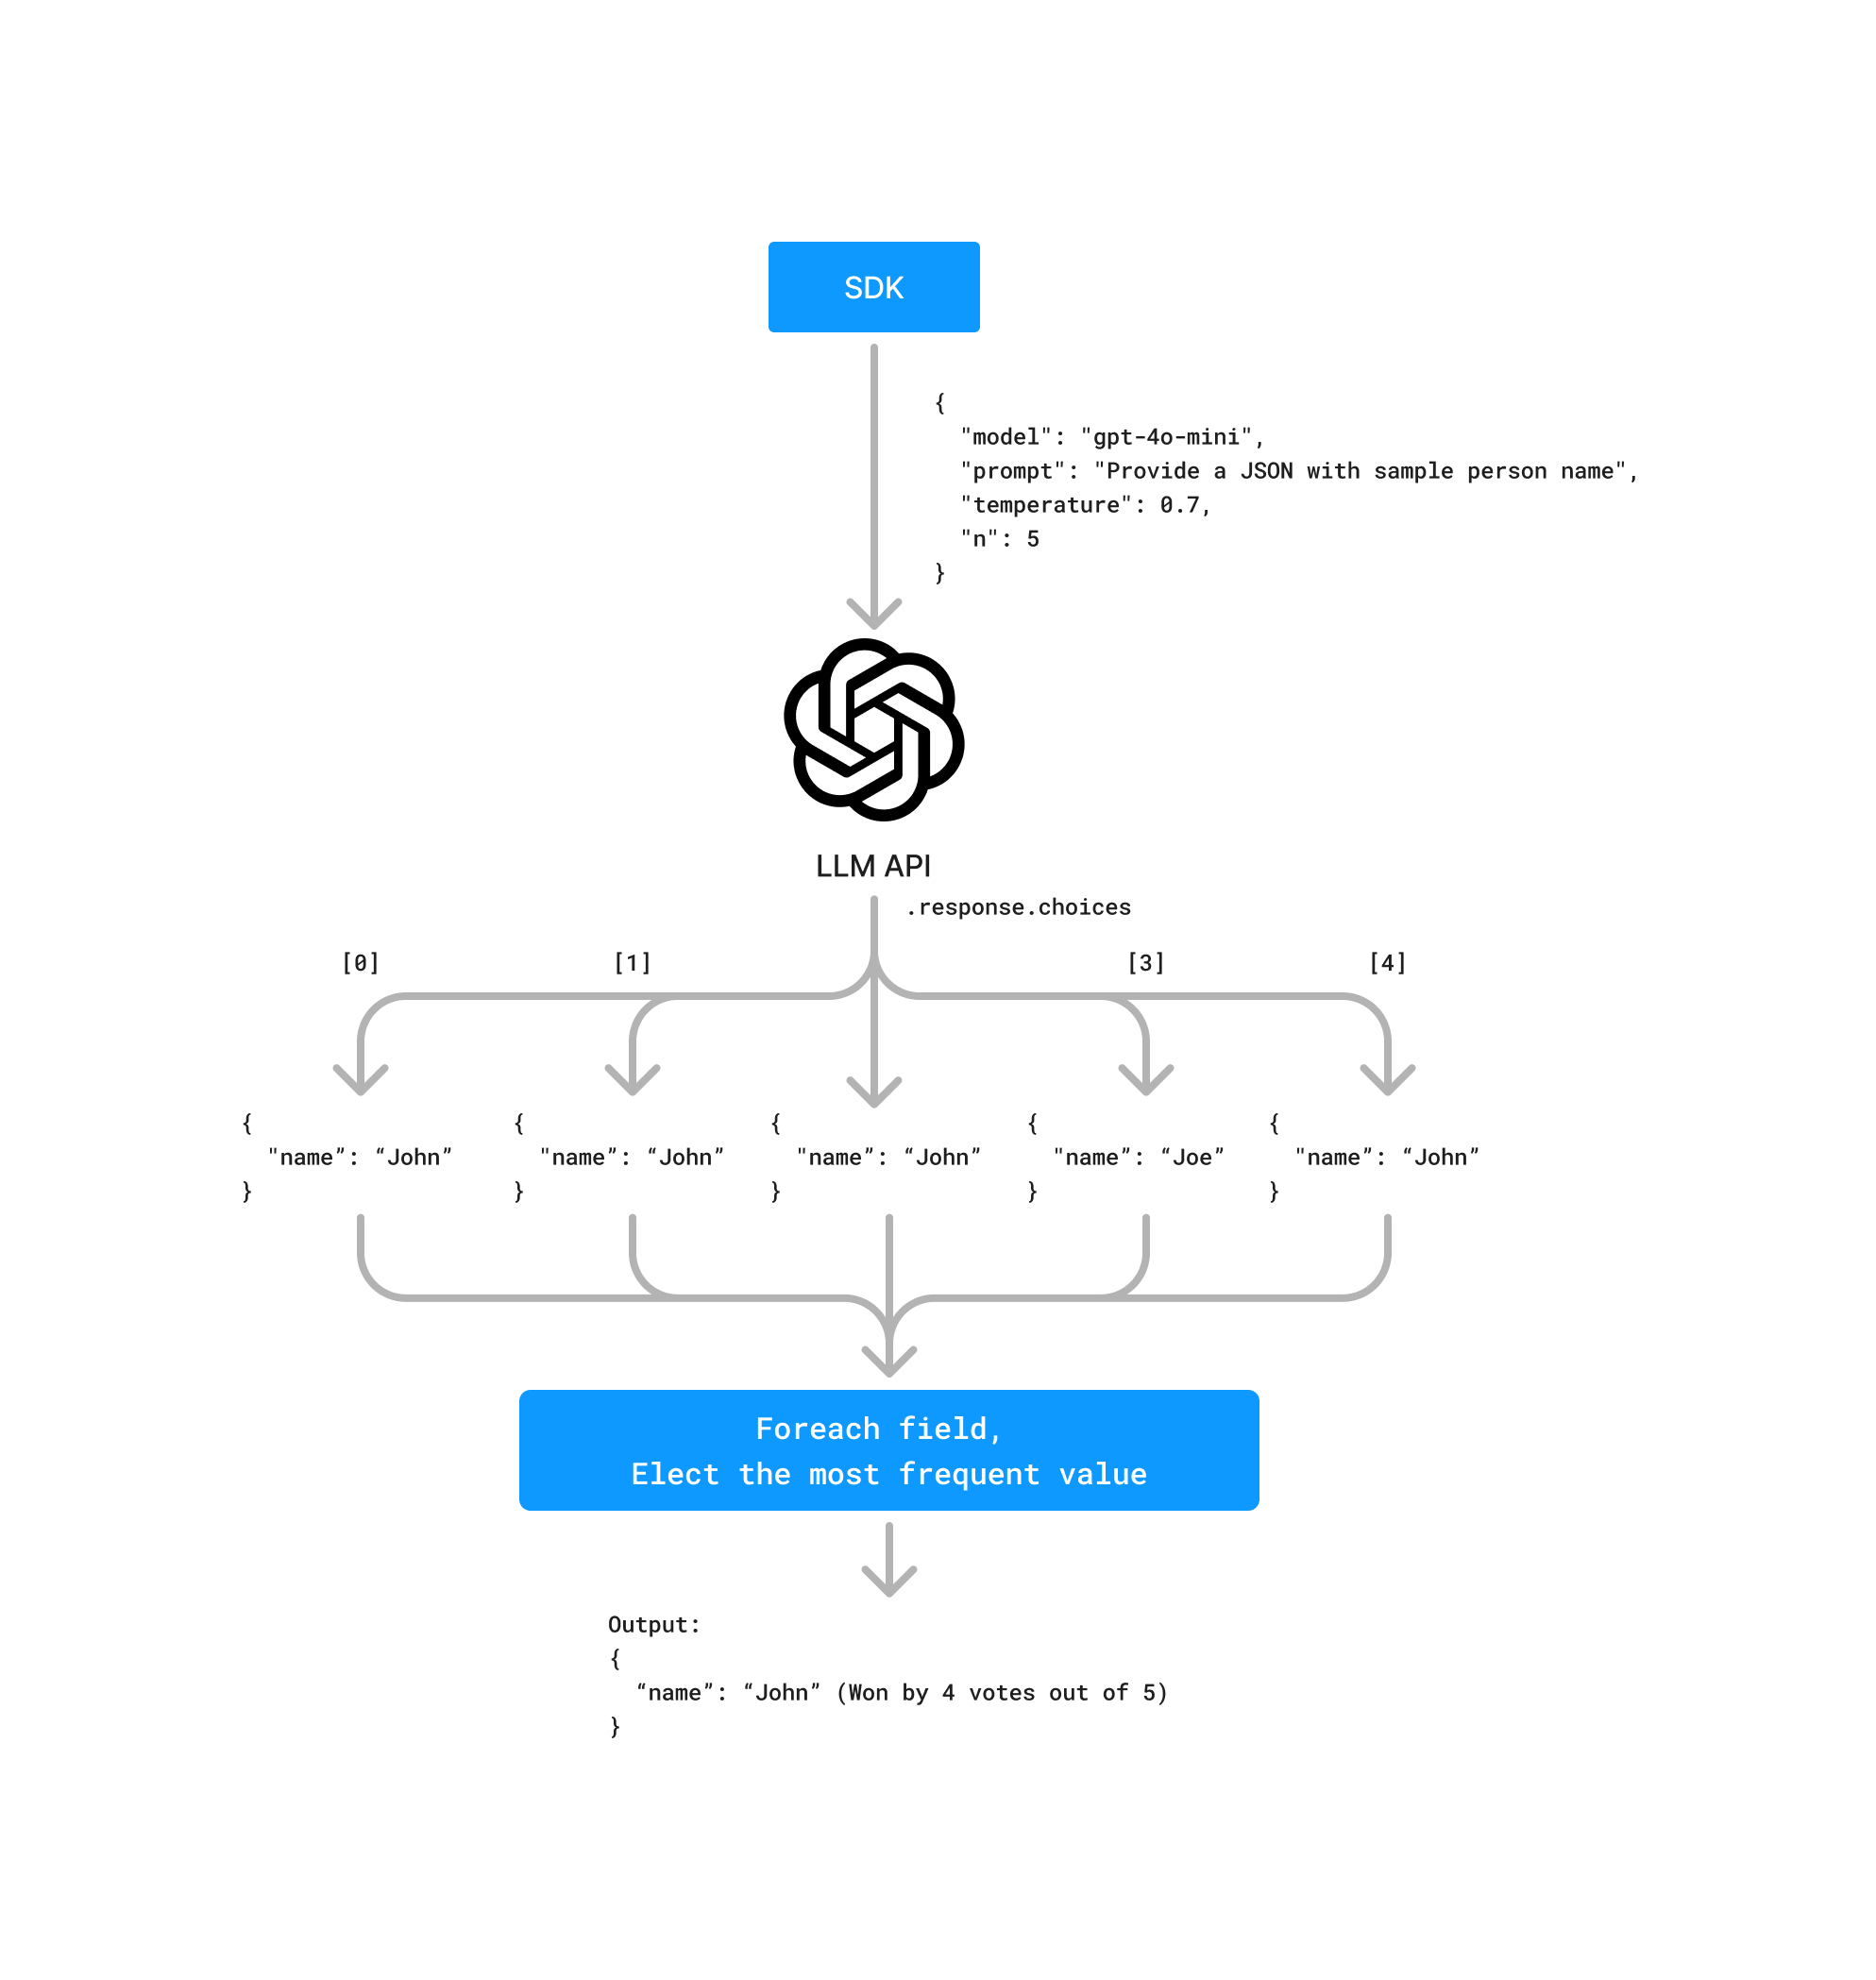 SDK
{
  "model": "gpt-4o-mini",
  "prompt": "Provide a JSON with sample person name",
  "temperature": 0.7,
  "n": 5
}
LLM API
.response.choices
[0] [1] [3] [4]
{ { { { {
"name”: “John” "name”: “John” "name”: “John” "name”: “Joe” "name”: “John”
} } } } }
Foreach field,
Elect the most frequent value
Output:
{
  “name”: “John” (Won by 4 votes out of 5)
}